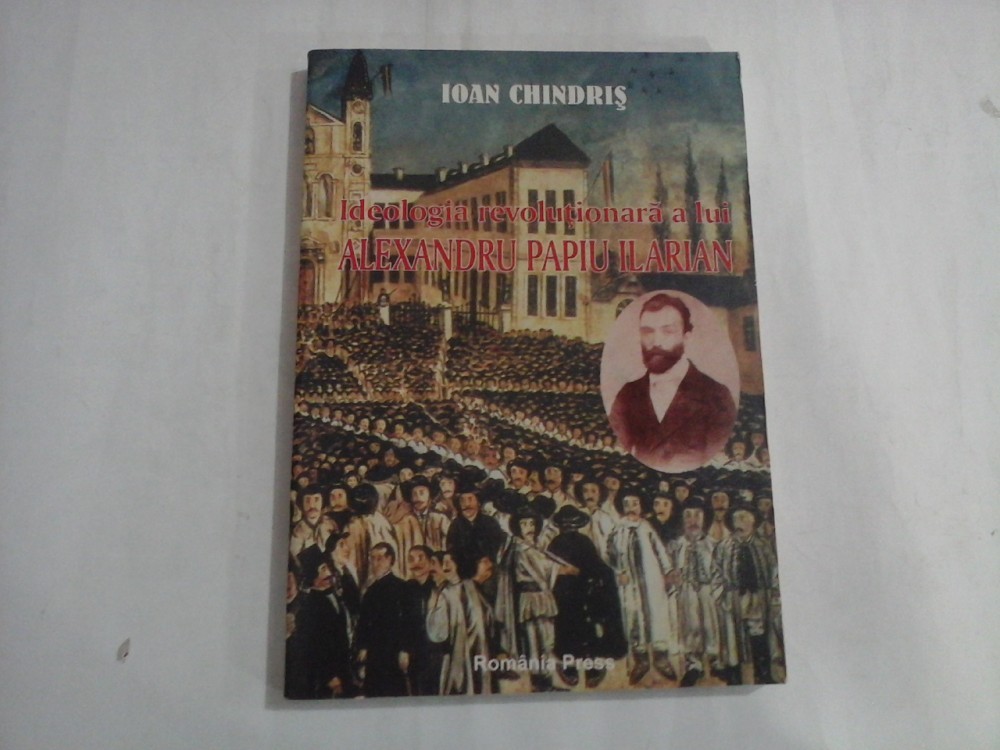 IOAN CHINDRIŞ
Ideologia revoluţionară a lui
ALEXANDRU PAPIU ILARIAN
România Press